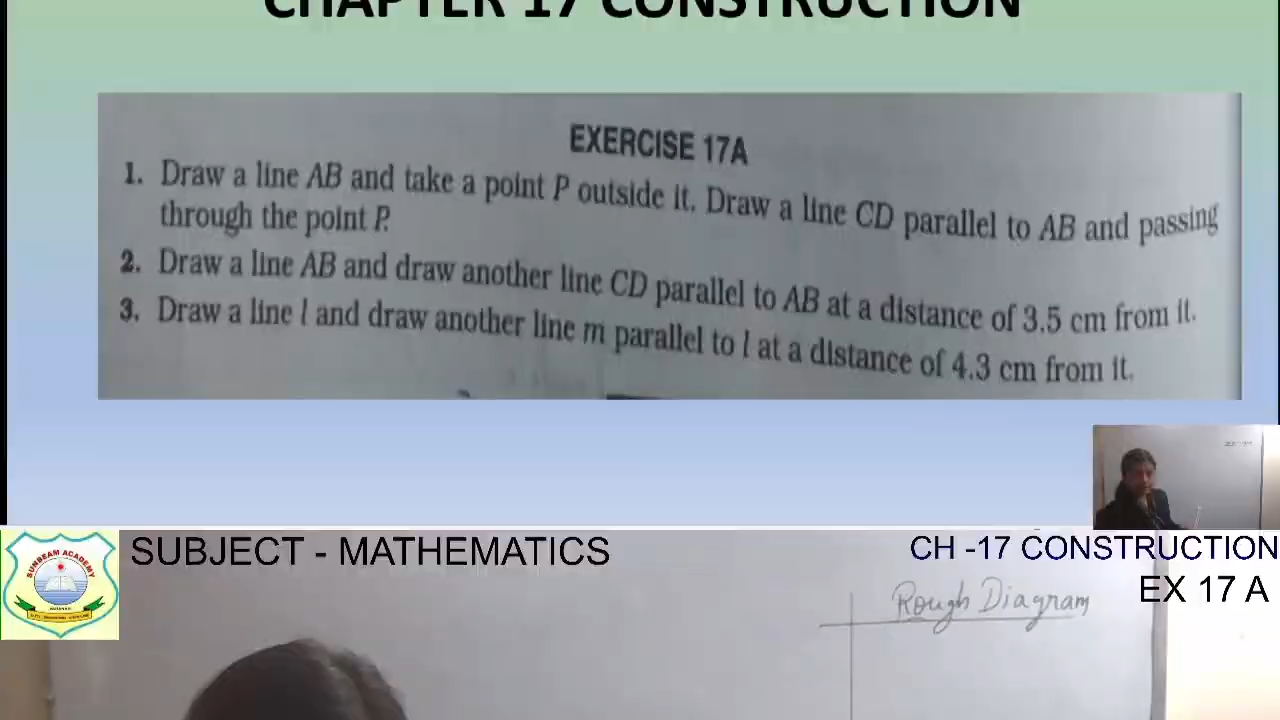 CHAPTER 17 CONSTRUCTION
EXERCISE 17A
1. Draw a line AB and take a point P outside it. Draw a line CD parallel to AB and passing
through the point P.
2. Draw a line AB and draw another line CD parallel to AB at a distance of 3.5 cm from it.
3. Draw a line l and draw another line m parallel to l at a distance of 4.3 cm from it.
SUNBEAM ACADEMY
SUBJECT - MATHEMATICS
CH -17 CONSTRUCTION
EX 17 A
Rough Diagram